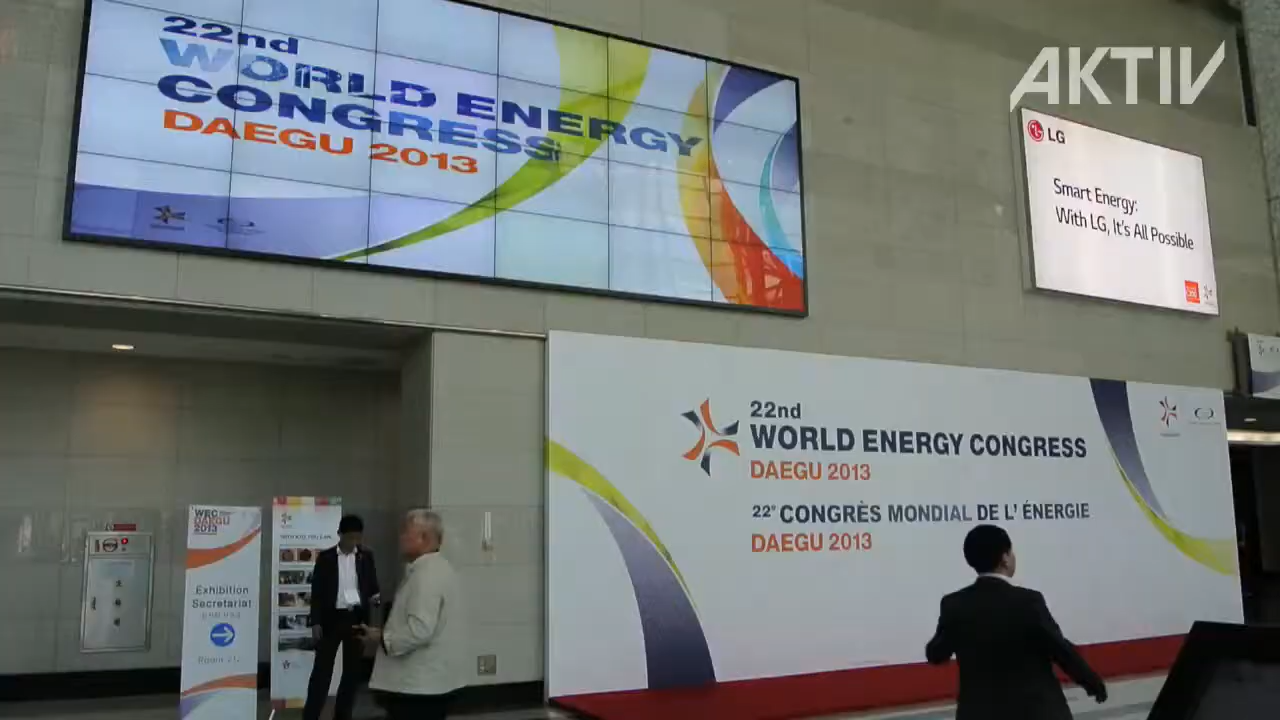 22nd
WORLD ENERGY
CONGRESS
DAEGU 2013
AKTIV
LG
Smart Energy:
With LG, It's All Possible
22nd
WORLD ENERGY CONGRESS
DAEGU 2013
22e CONGRÈS MONDIAL DE L' ÉNERGIE
DAEGU 2013
WEC
DAEGU
2013
Exhibition
Secretariat